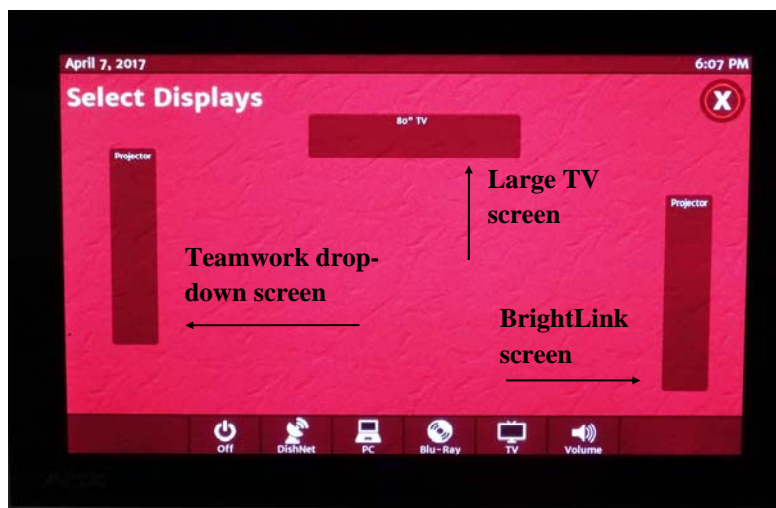 April 7, 2017
6:07 PM
Select Displays
X
80" TV
Projector
Large TV
screen
Projector
Teamwork drop-
down screen
BrightLink
screen
Off
DishNet
PC
Blu-Ray
TV
Volume
AMX